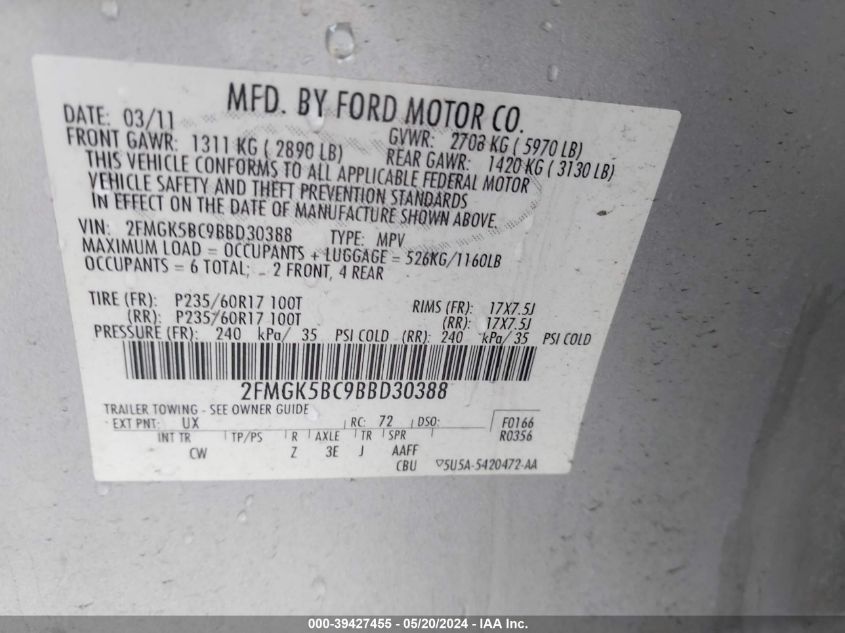 MFD. BY FORD MOTOR CO.
DATE: 03/11 GVWR: 2708 KG ( 5970 LB)
FRONT GAWR: 1311 KG ( 2890 LB) REAR GAWR: 1420 KG ( 3130 LB)
THIS VEHICLE CONFORMS TO ALL APPLICABLE FEDERAL MOTOR
VEHICLE SAFETY AND THEFT PREVENTION STANDARDS
IN EFFECT ON THE DATE OF MANUFACTURE SHOWN ABOVE.
VIN: 2FMGK5BC9BBD30388 TYPE: MPV
MAXIMUM LOAD = OCCUPANTS + LUGGAGE = 526KG/1160LB
OCCUPANTS = 6 TOTAL; 2 FRONT, 4 REAR
TIRE (FR): P235/60R17 100T RIMS (FR): 17X7.5J
(RR): P235/60R17 100T (RR): 17X7.5J
PRESSURE (FR): 240 kPa/ 35 PSI COLD (RR): 240 kPa/ 35 PSI COLD
2FMGK5BC9BBD30388
TRAILER TOWING - SEE OWNER GUIDE
EXT PNT: UX RC: 72 DSO: F0166
INT TR TP/PS R AXLE TR SPR R0356
CW Z 3E J AAFF
CBU 5U5A-5420472-AA
000-39427455 - 05/20/2024 - IAA Inc.